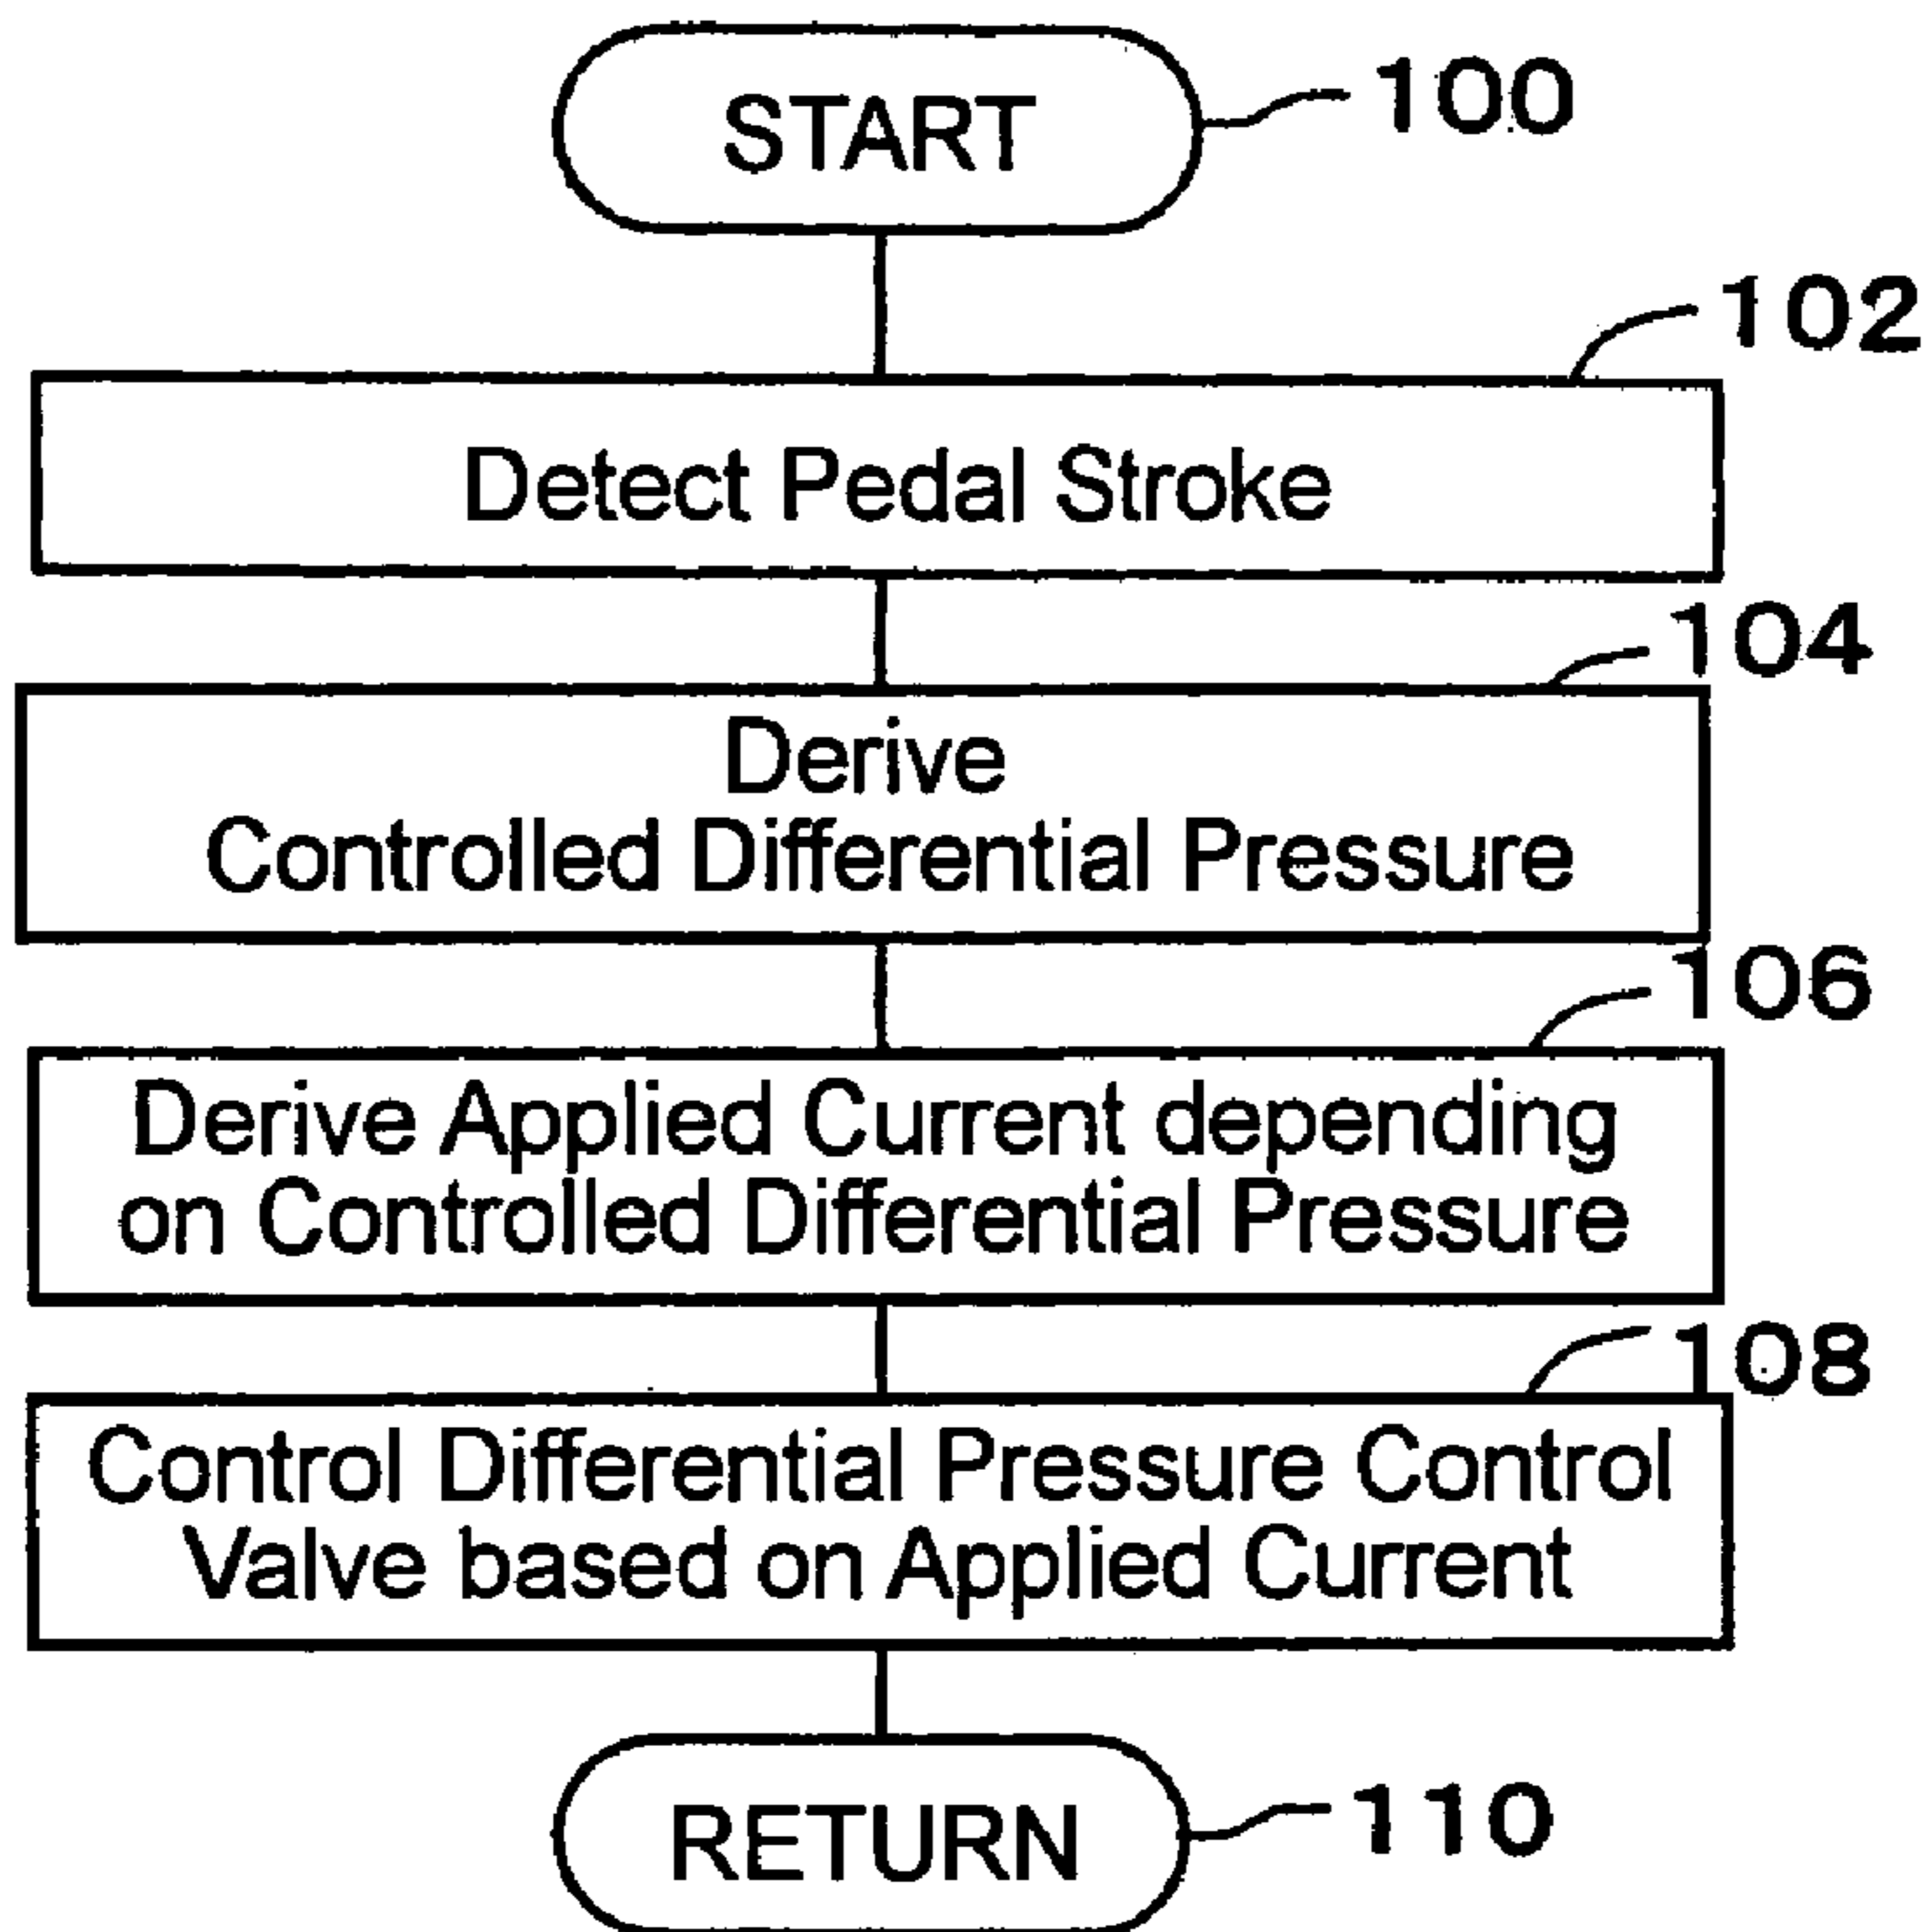 START
100
102
Detect Pedal Stroke
104
Derive
Controlled Differential Pressure
106
Derive Applied Current depending
on Controlled Differential Pressure
108
Control Differential Pressure Control
Valve based on Applied Current
RETURN
110